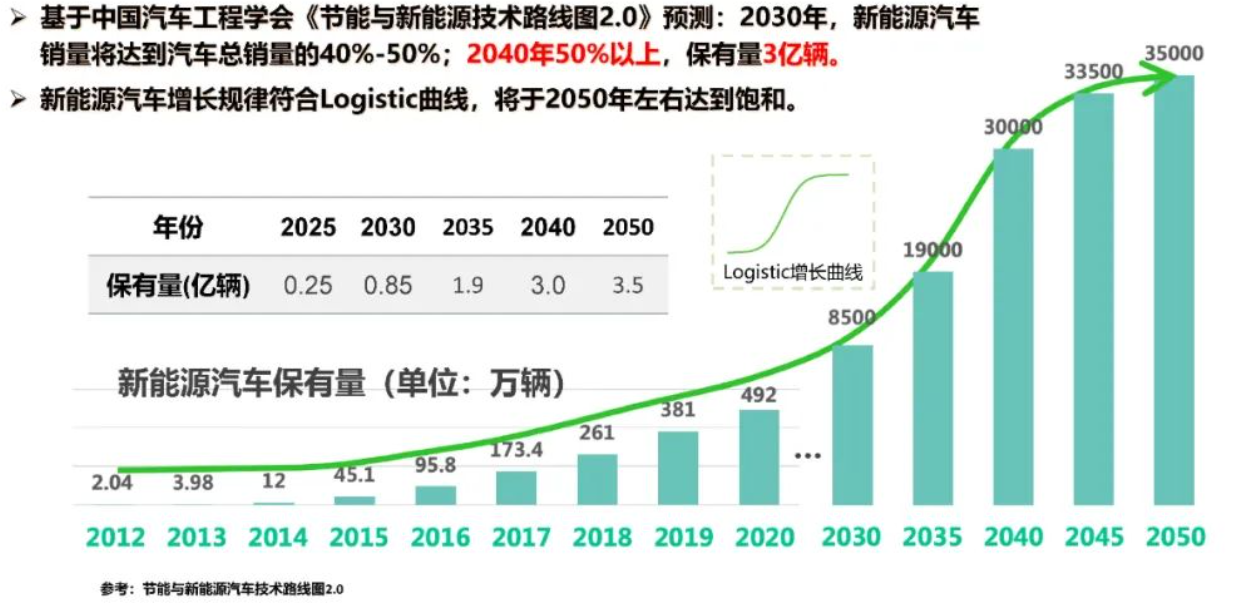 ➢ 基于中国汽车工程学会《节能与新能源技术路线图2.0》预测：2030年，新能源汽车
销量将达到汽车总销量的40%-50%；2040年50%以上，保有量3亿辆。
➢ 新能源汽车增长规律符合Logistic曲线，将于2050年左右达到饱和。
年份 2025 2030 2035 2040 2050
保有量(亿辆) 0.25 0.85 1.9 3.0 3.5
Logistic增长曲线
新能源汽车保有量（单位：万辆）
2.04 3.98 12 45.1 95.8 173.4 261 381 492 ... 8500 19000 30000 33500 35000
2012 2013 2014 2015 2016 2017 2018 2019 2020 2030 2035 2040 2045 2050
参考：节能与新能源汽车技术路线图2.0